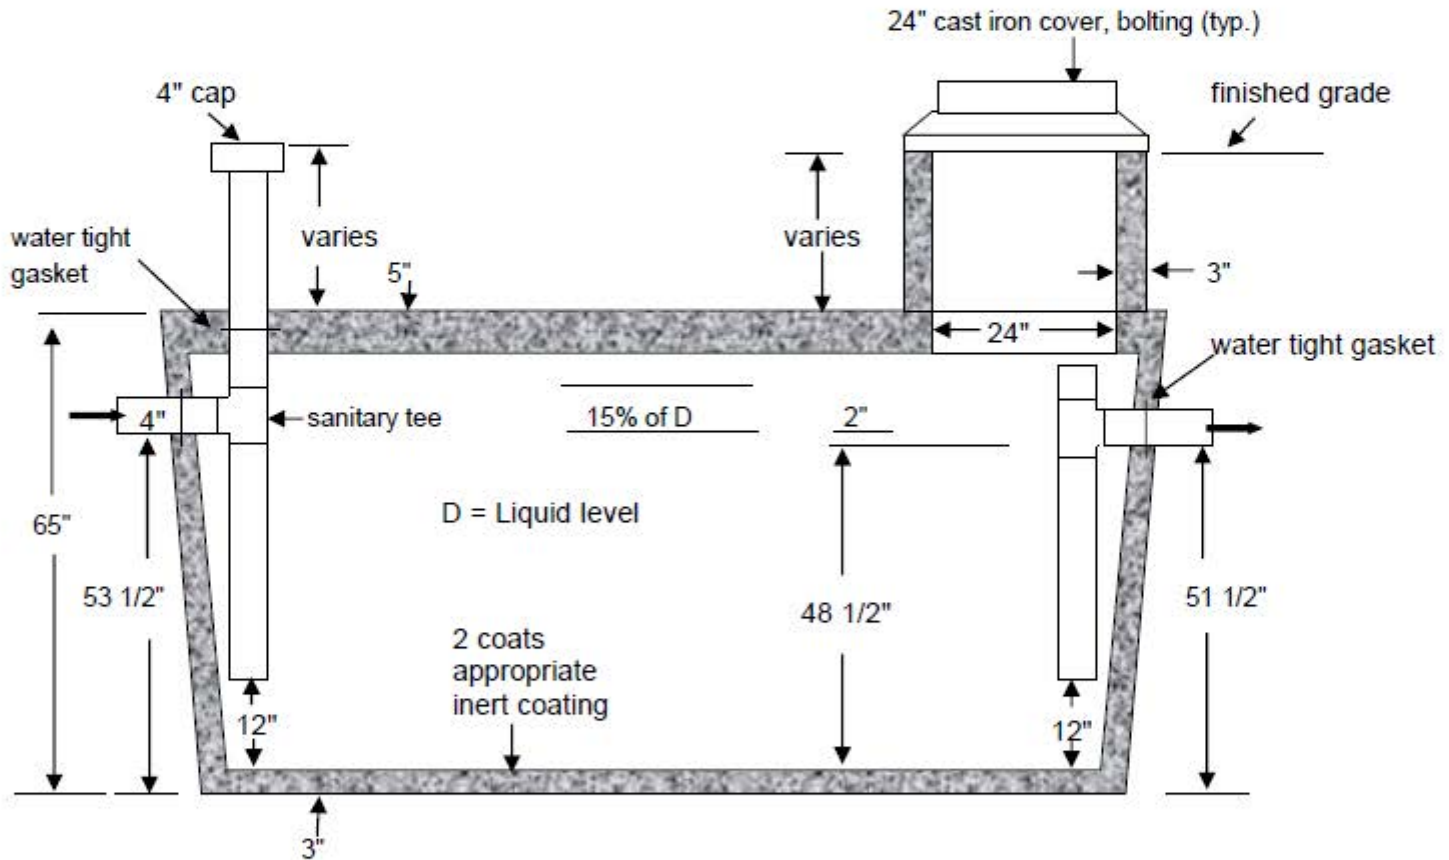 24" cast iron cover, bolting (typ.)
4" cap
finished grade
water tight
gasket
varies
varies
5"
3"
24"
water tight gasket
4"
sanitary tee
15% of D
2"
65"
D = Liquid level
53 1/2"
48 1/2"
51 1/2"
2 coats
appropriate
inert coating
12"
12"
3"